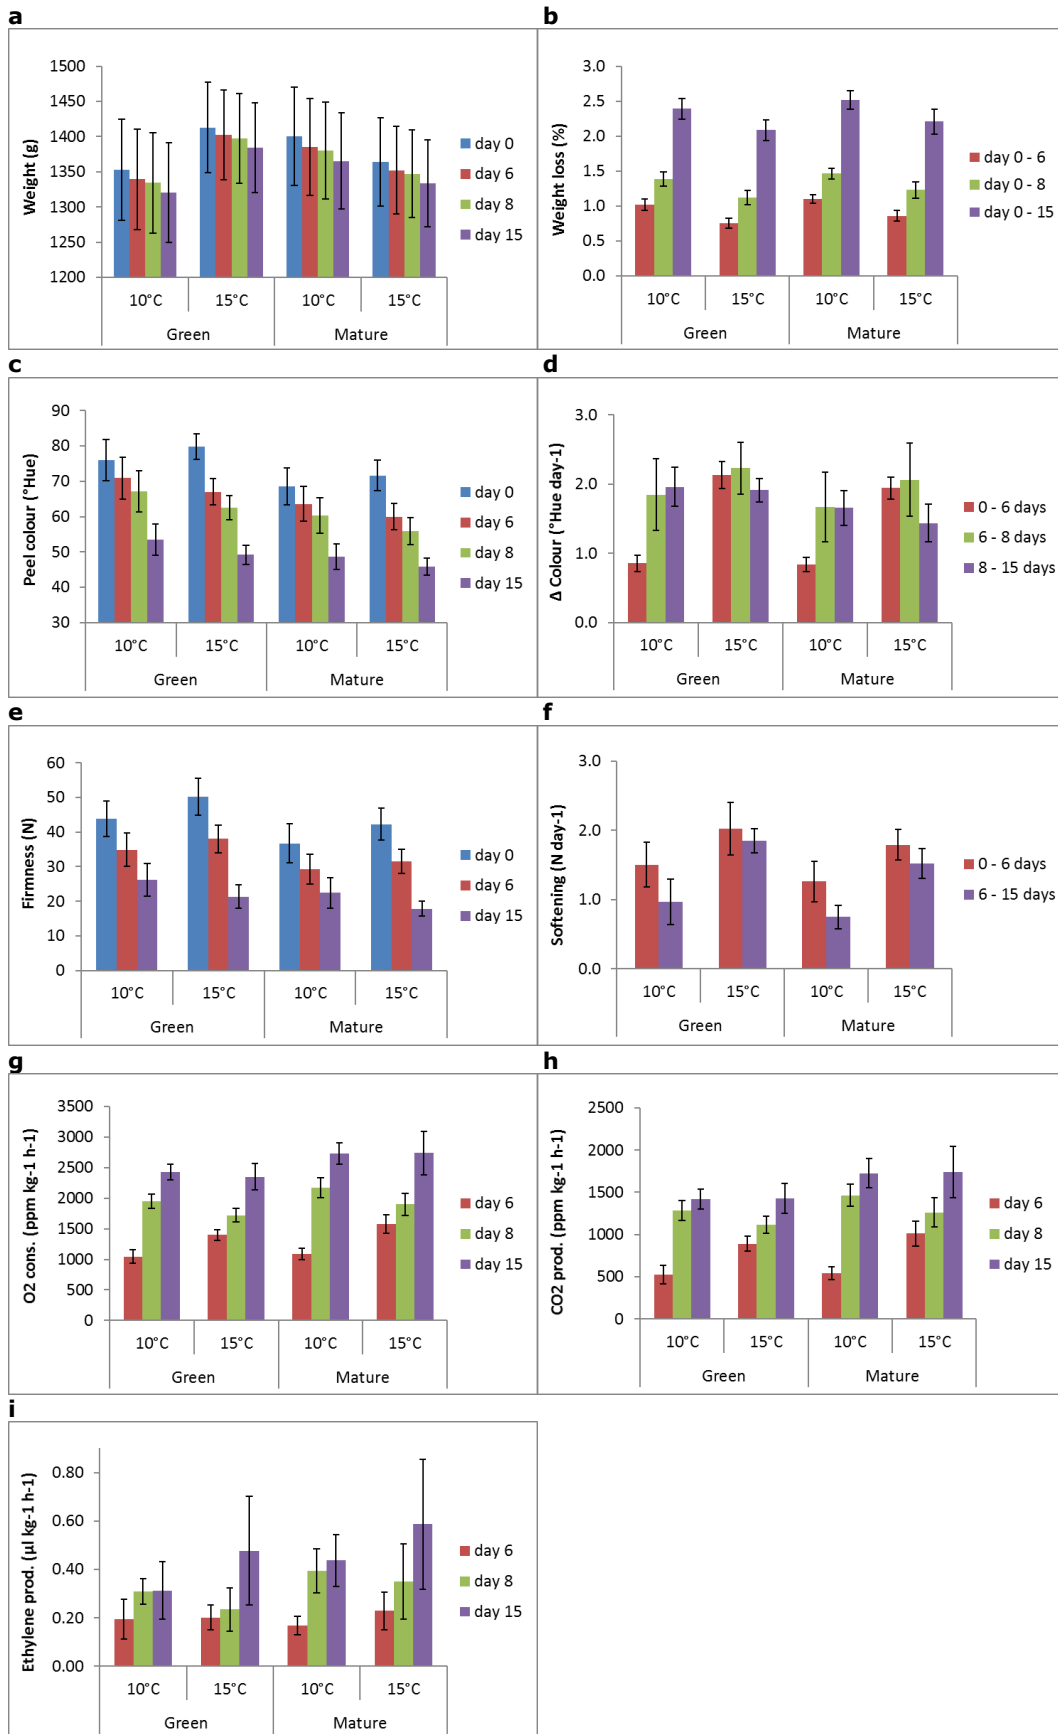 a
Weight (g)
1500
1450
1400
1350
1300
1250
1200
10°C 15°C 10°C 15°C
Green Mature
day 0
day 6
day 8
day 15
b
Weight loss (%)
3.0
2.5
2.0
1.5
1.0
0.5
0.0
10°C 15°C 10°C 15°C
Green Mature
day 0 - 6
day 0 - 8
day 0 - 15
c
Peel colour (°Hue)
90
80
70
60
50
40
30
10°C 15°C 10°C 15°C
Green Mature
day 0
day 6
day 8
day 15
d
Δ Colour (°Hue day-1)
3.0
2.0
1.0
0.0
10°C 15°C 10°C 15°C
Green Mature
0 - 6 days
6 - 8 days
8 - 15 days
e
Firmness (N)
60
50
40
30
20
10
0
10°C 15°C 10°C 15°C
Green Mature
day 0
day 6
day 15
f
Softening (N day-1)
3.0
2.0
1.0
0.0
10°C 15°C 10°C 15°C
Green Mature
0 - 6 days
6 - 15 days
g
O2 cons. (ppm kg-1 h-1)
3500
3000
2500
2000
1500
1000
500
0
10°C 15°C 10°C 15°C
Green Mature
day 6
day 8
day 15
h
CO2 prod. (ppm kg-1 h-1)
2500
2000
1500
1000
500
0
10°C 15°C 10°C 15°C
Green Mature
day 6
day 8
day 15
i
Ethylene prod. (µl kg-1 h-1)
0.80
0.60
0.40
0.20
0.00
10°C 15°C 10°C 15°C
Green Mature
day 6
day 8
day 15